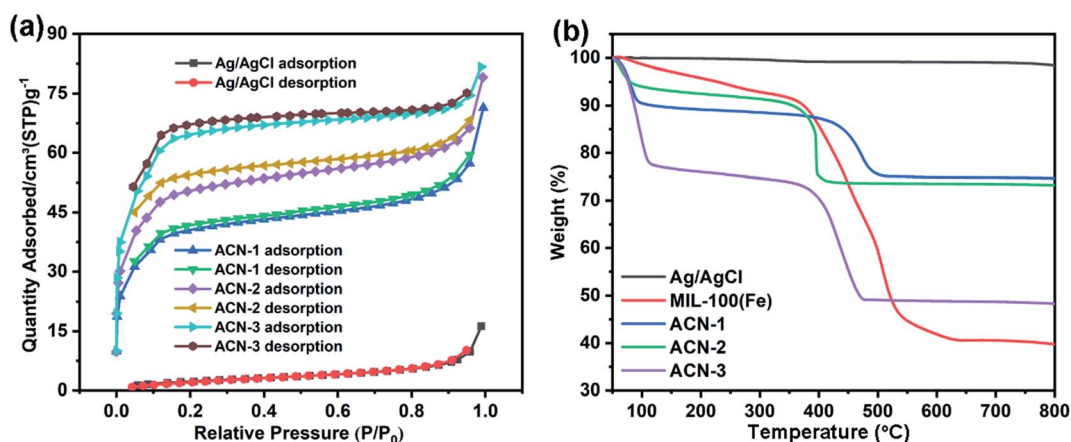 (a)
Quantity Adsorbed/cm³(STP)g⁻¹
90
75
60
45
30
15
0
Ag/AgCl adsorption
Ag/AgCl desorption
ACN-1 adsorption
ACN-1 desorption
ACN-2 adsorption
ACN-2 desorption
ACN-3 adsorption
ACN-3 desorption
0.0 0.2 0.4 0.6 0.8 1.0
Relative Pressure (P/P₀)
(b)
Weight (%)
100
90
80
70
60
50
40
30
Ag/AgCl
MIL-100(Fe)
ACN-1
ACN-2
ACN-3
100 200 300 400 500 600 700 800
Temperature (°C)